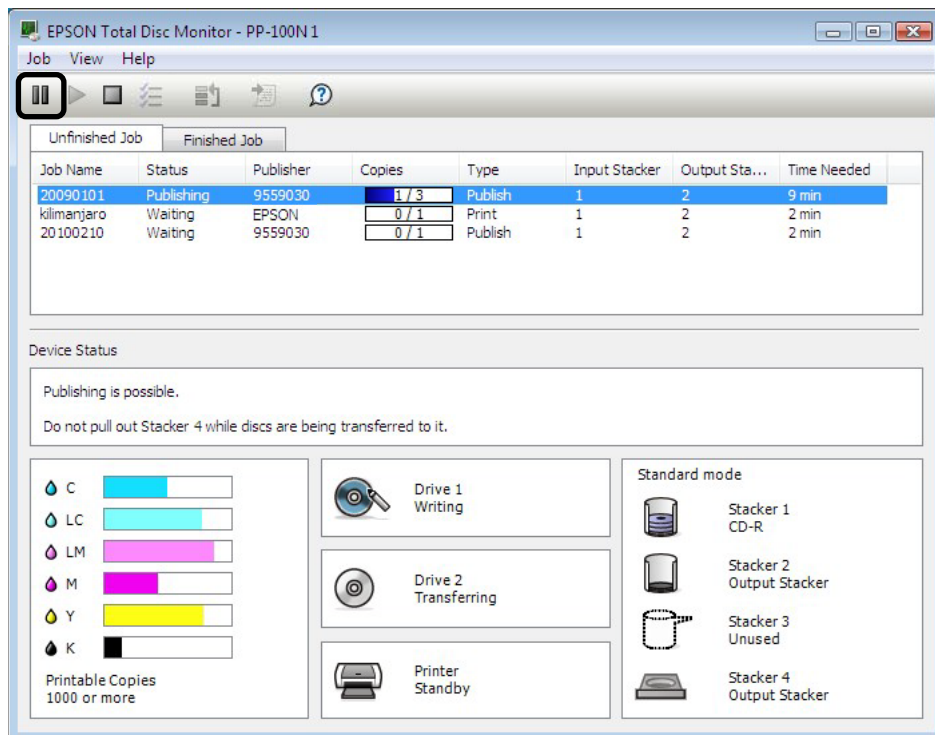 EPSON Total Disc Monitor - PP-100N 1
Job View Help
Unfinished Job Finished Job
Job Name Status Publisher Copies Type Input Stacker Output Sta... Time Needed
20090101 Publishing 9559030 1 / 3 Publish 1 2 9 min
kilimanjaro Waiting EPSON 0 / 1 Print 1 2 2 min
20100210 Waiting 9559030 0 / 1 Publish 1 2 2 min
Device Status
Publishing is possible.
Do not pull out Stacker 4 while discs are being transferred to it.
C
LC
LM
M
Y
K
Printable Copies
1000 or more
Drive 1
Writing
Drive 2
Transferring
Printer
Standby
Standard mode
Stacker 1
CD-R
Stacker 2
Output Stacker
Stacker 3
Unused
Stacker 4
Output Stacker